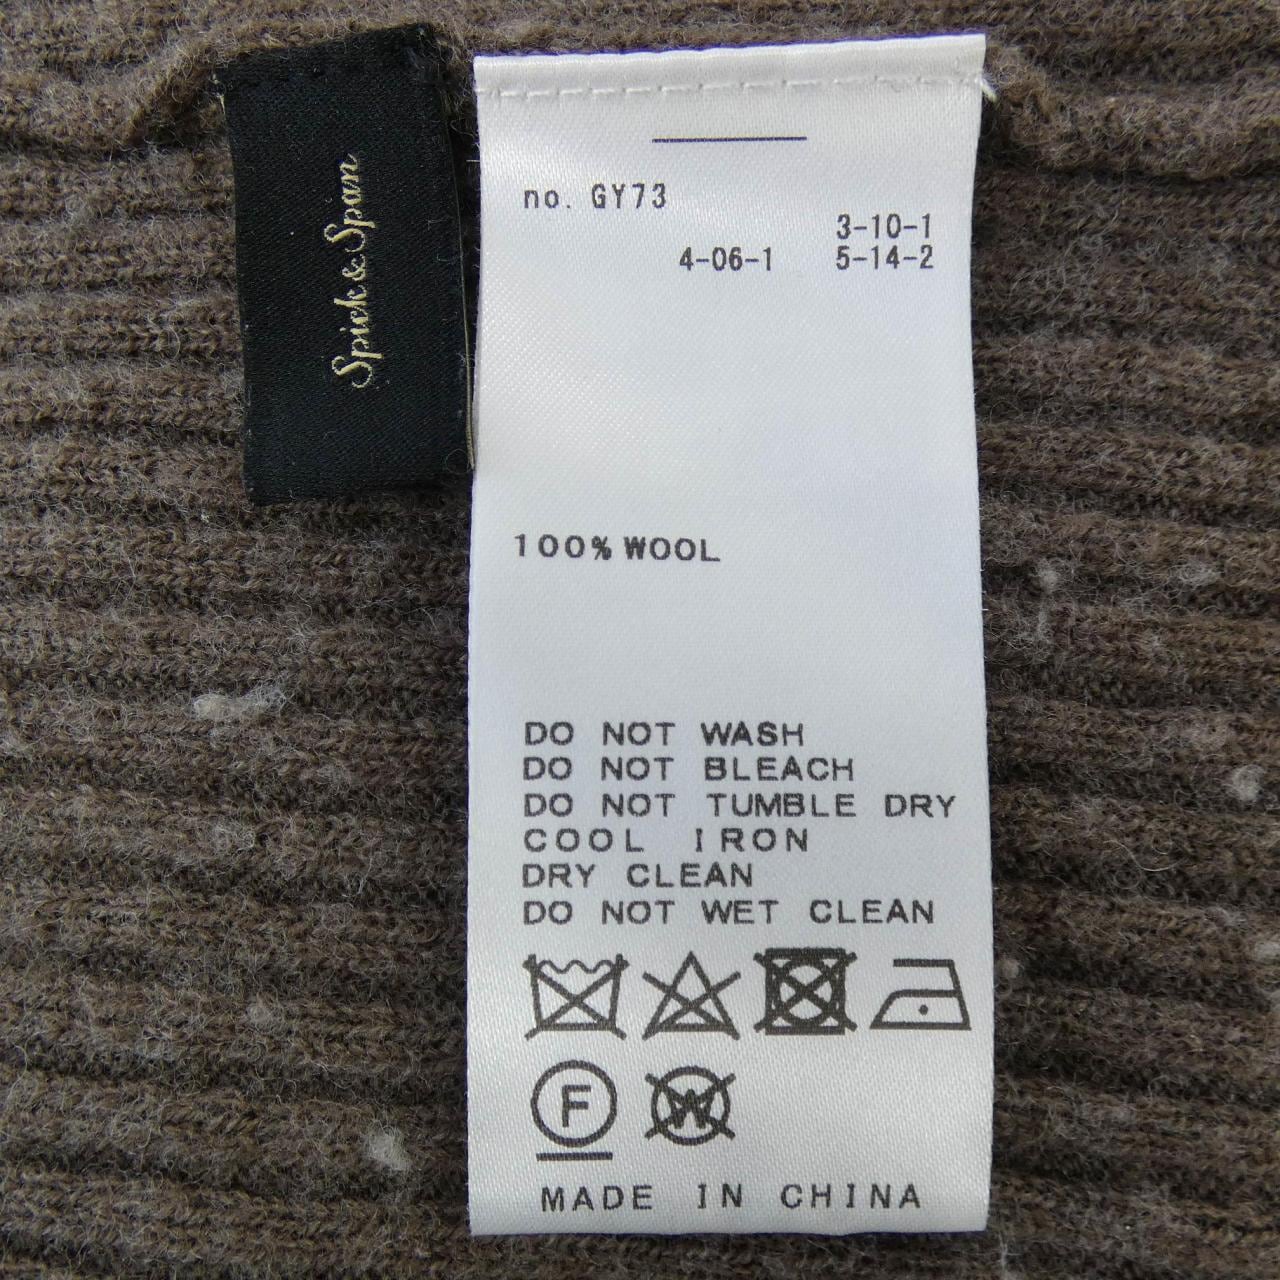 Spick & Span
no. GY73
3-10-1
4-06-1 5-14-2
100% WOOL
DO NOT WASH
DO NOT BLEACH
DO NOT TUMBLE DRY
COOL IRON
DRY CLEAN
DO NOT WET CLEAN
F W
MADE IN CHINA